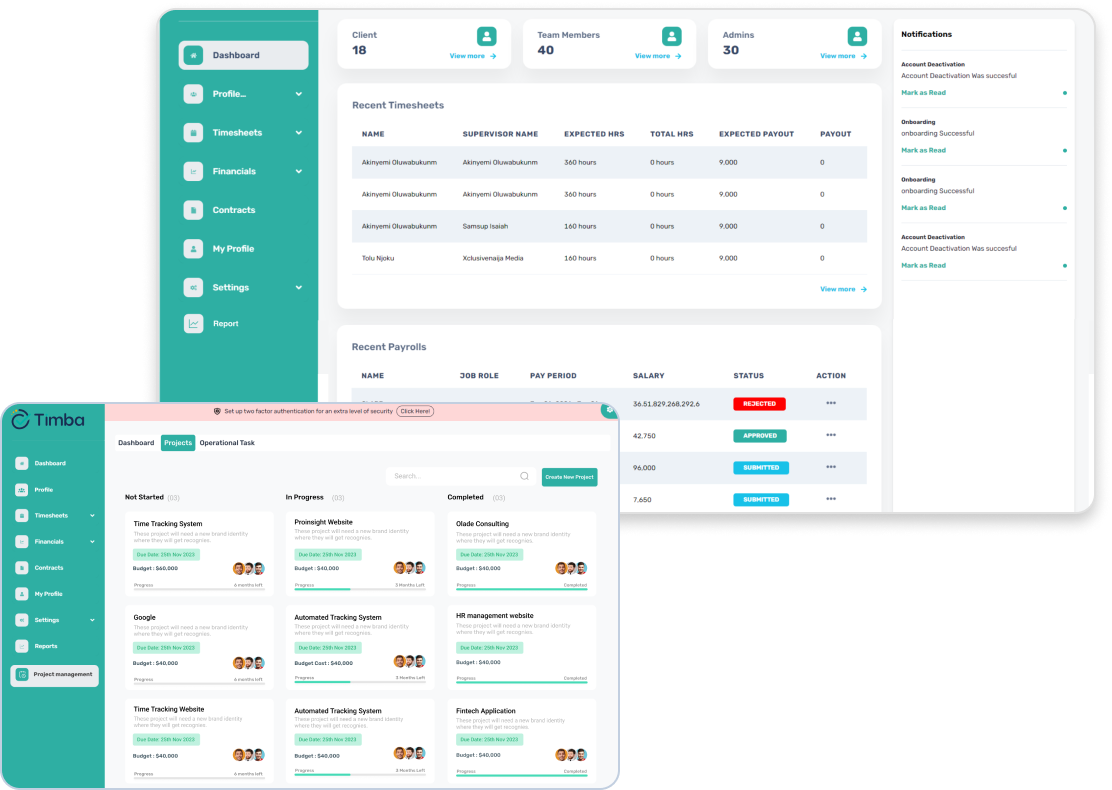 Dashboard
Profile...
Timesheets
Financials
Contracts
My Profile
Settings
Report
Client
18
View more
Team Members
40
View more
Admins
30
View more
Recent Timesheets
NAME SUPERVISOR NAME EXPECTED HRS TOTAL HRS EXPECTED PAYOUT PAYOUT
Akinyemi Oluwabukunm Akinyemi Oluwabukunm 360 hours 0 hours 9.000 0
Akinyemi Oluwabukunm Akinyemi Oluwabukunm 360 hours 0 hours 9.000 0
Akinyemi Oluwabukunm Samsup Isaiah 160 hours 0 hours 9.000 0
Tolu Njoku Xclusivenaija Media 160 hours 0 hours 9.000 0
View more
Recent Payrolls
NAME JOB ROLE PAY PERIOD SALARY STATUS ACTION
36.51,829,268,292,6 REJECTED
42.750 APPROVED
96,000 SUBMITTED
7,650 SUBMITTED
Notifications
Account Deactivation
Account Deactivation Was succesful
Mark as Read
Onboarding
onboarding Successful
Mark as Read
Onboarding
onboarding Successful
Mark as Read
Account Deactivation
Account Deactivation Was succesful
Mark as Read
Timba
Dashboard
Profile
Timesheets
Financials
Contracts
My Profile
Settings
Reports
Project management
Set up two factor authentication for an extra level of security Click Here!
Dashboard Projects Operational Task
Search.. Create New Project
Not Started (03)
Time Tracking System
These project will need a new brand identity
where they will get recognies.
Due Date: 25th Nov 2023
Budget : $60,000
Progress 6 months left
Google
These project will need a new brand identity
where they will get recognies.
Due Date: 25th Nov 2023
Budget : $40,000
Progress 6 months left
Time Tracking Website
These project will need a new brand identity
where they will get recognies.
Due Date: 25th Nov 2023
Budget : $40,000
Progress 6 months left
In Progress (03)
Proinsight Website
These project will need a new brand identity
where they will get recognies.
Due Date: 25th Nov 2023
Budget : $40,000
Progress 3 Months Left
Automated Tracking System
These project will need a new brand identity
where they will get recognies.
Due Date: 25th Nov 2023
Budget Cost : $40,000
Progress 3 Months Left
Automated Tracking System
These project will need a new brand identity
where they will get recognies.
Due Date: 25th Nov 2023
Budget : $40,000
Progress 3 Months Left
Completed (03)
Olade Consulting
These project will need a new brand identity
where they will get recognies.
Due Date: 25th Nov 2023
Budget : $40,000
Progress Completed
HR management website
These project will need a new brand identity
where they will get recognies.
Due Date: 25th Nov 2023
Budget : $40,000
Progress Completed
Fintech Application
These project will need a new brand identity
where they will get recognies.
Due Date: 25th Nov 2023
Budget : $40,000
Progress Completed